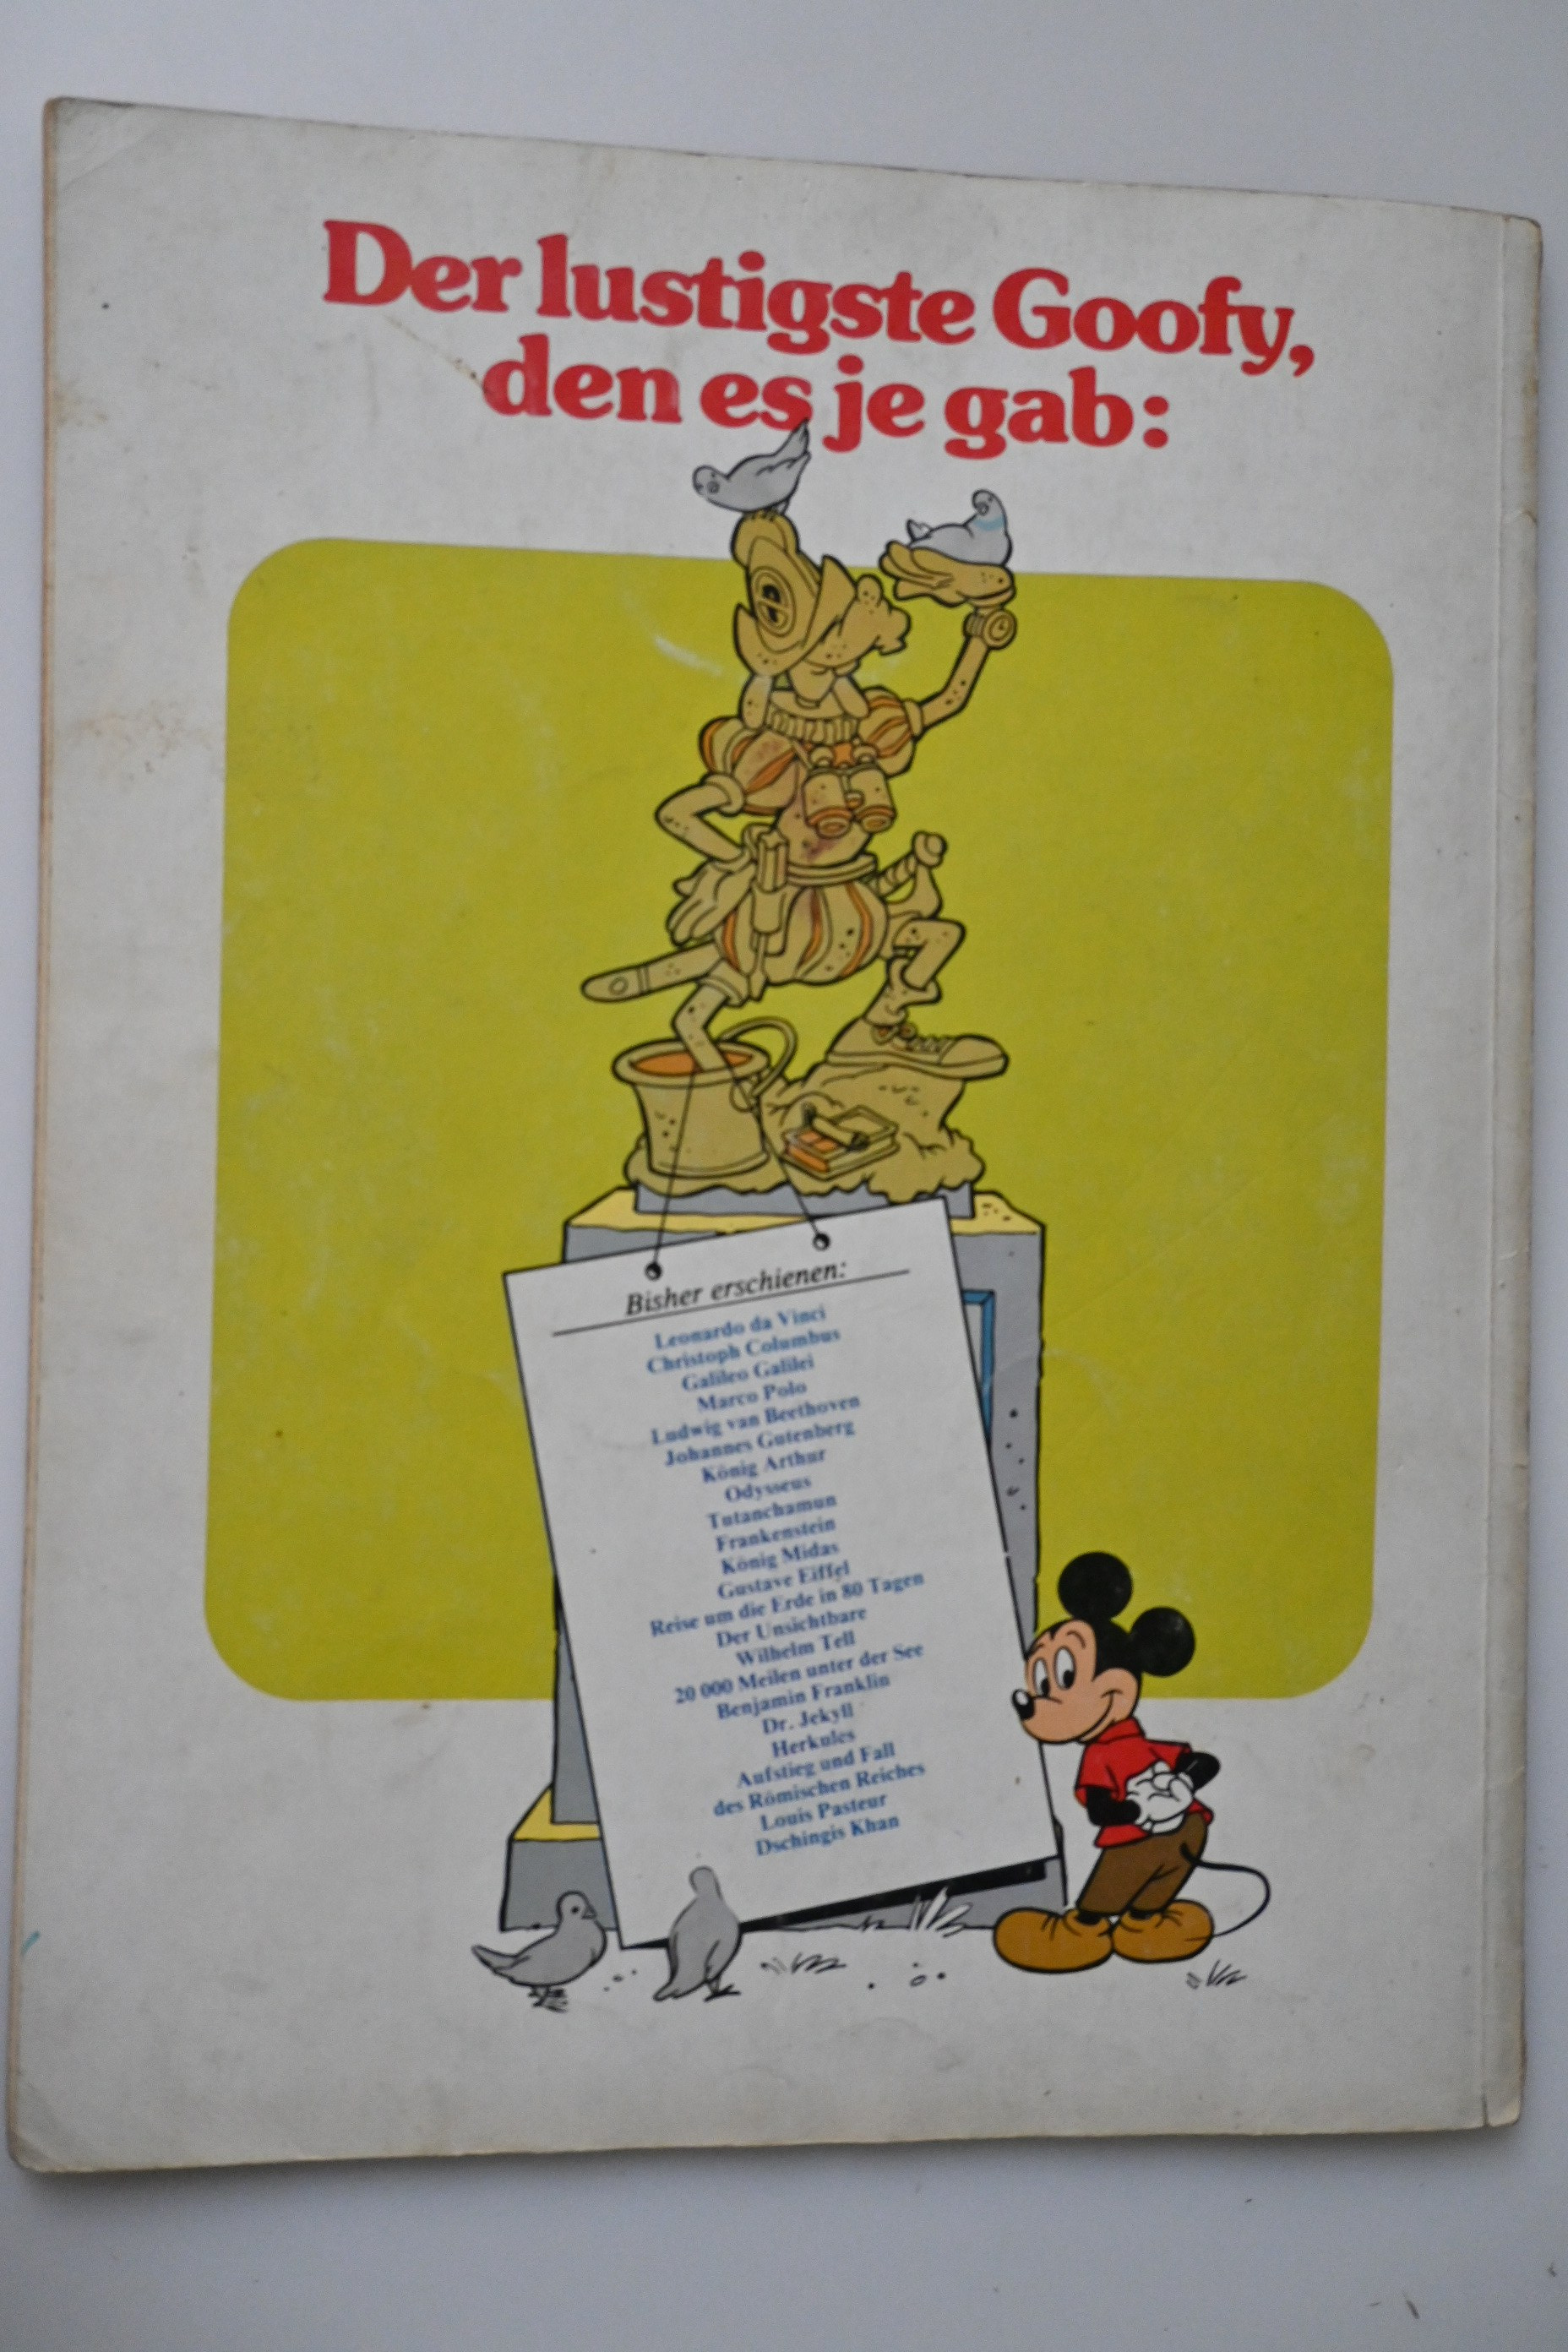 Der lustigste Goofy,
den es je gab:
Bisher erschienen:
Leonardo da Vinci
Christoph Columbus
Galileo Galilei
Marco Polo
Ludwig van Beethoven
Johannes Gutenberg
König Arthur
Odysseus
Tutanchamun
Frankenstein
König Midas
Gustave Eiffel
Reise um die Erde in 80 Tagen
Der Unsichtbare
Wilhelm Tell
20 000 Meilen unter der See
Benjamin Franklin
Dr. Jekyll
Herkules
Aufstieg und Fall
des Römischen Reiches
Louis Pasteur
Dschingis Khan